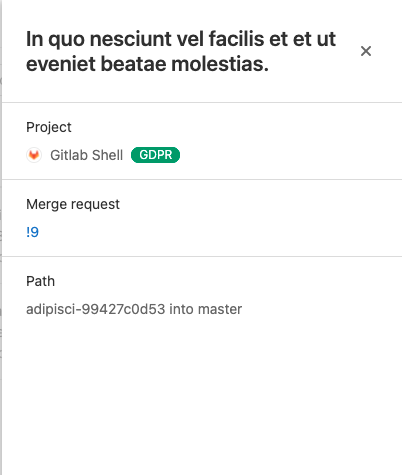 In quo nesciunt vel facilis et et ut
eveniet beatae molestias.
Project
Gitlab Shell GDPR
Merge request
!9
Path
adipisci-99427c0d53 into master